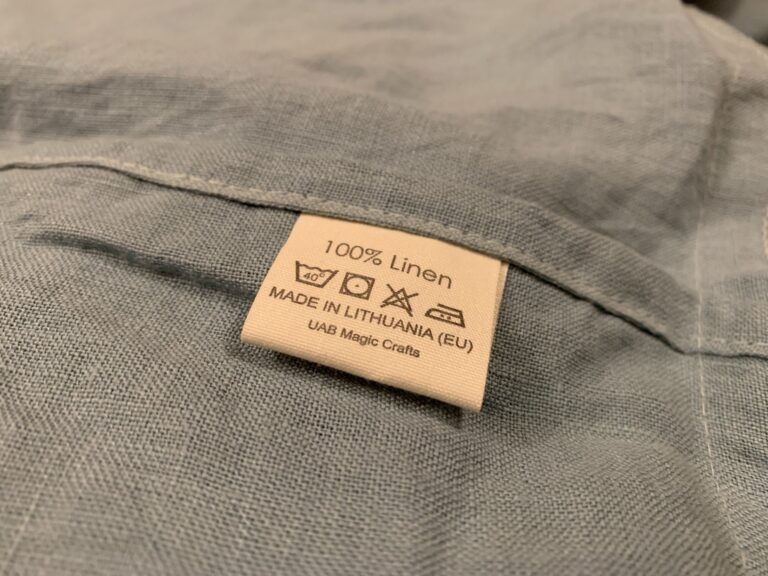 100% Linen
40°
MADE IN LITHUANIA (EU)
UAB Magic Crafts